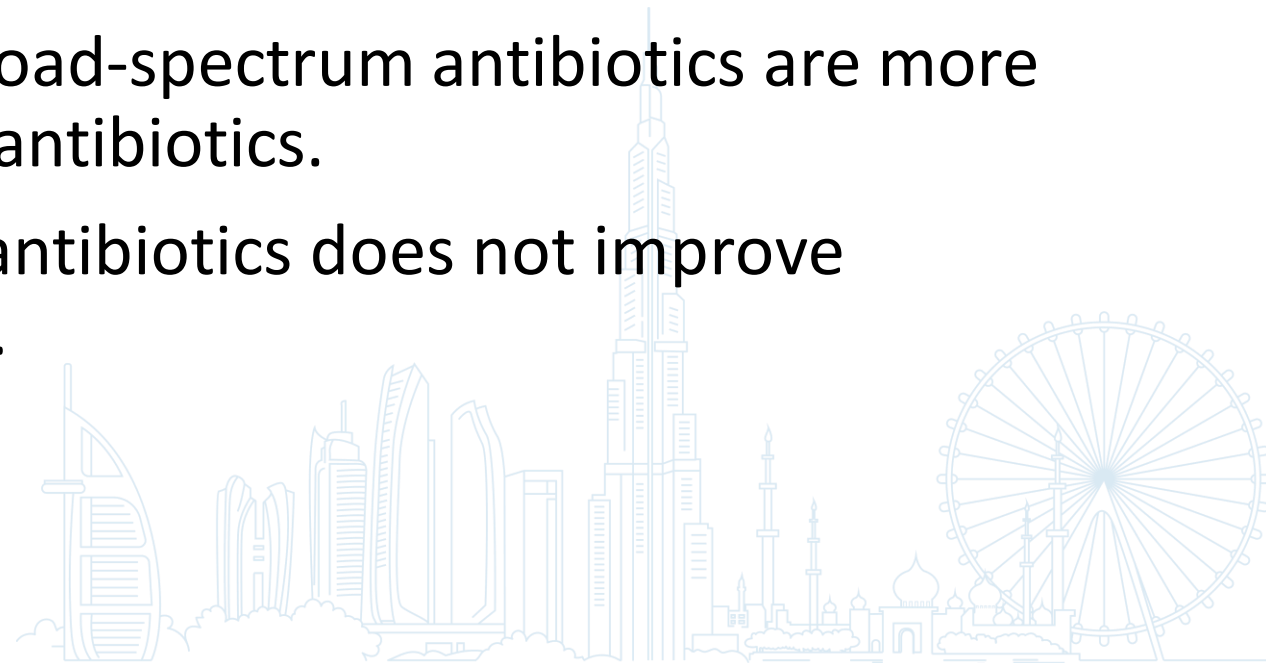 oad-spectrum antibiotics are more
antibiotics.
antibiotics does not improve
.